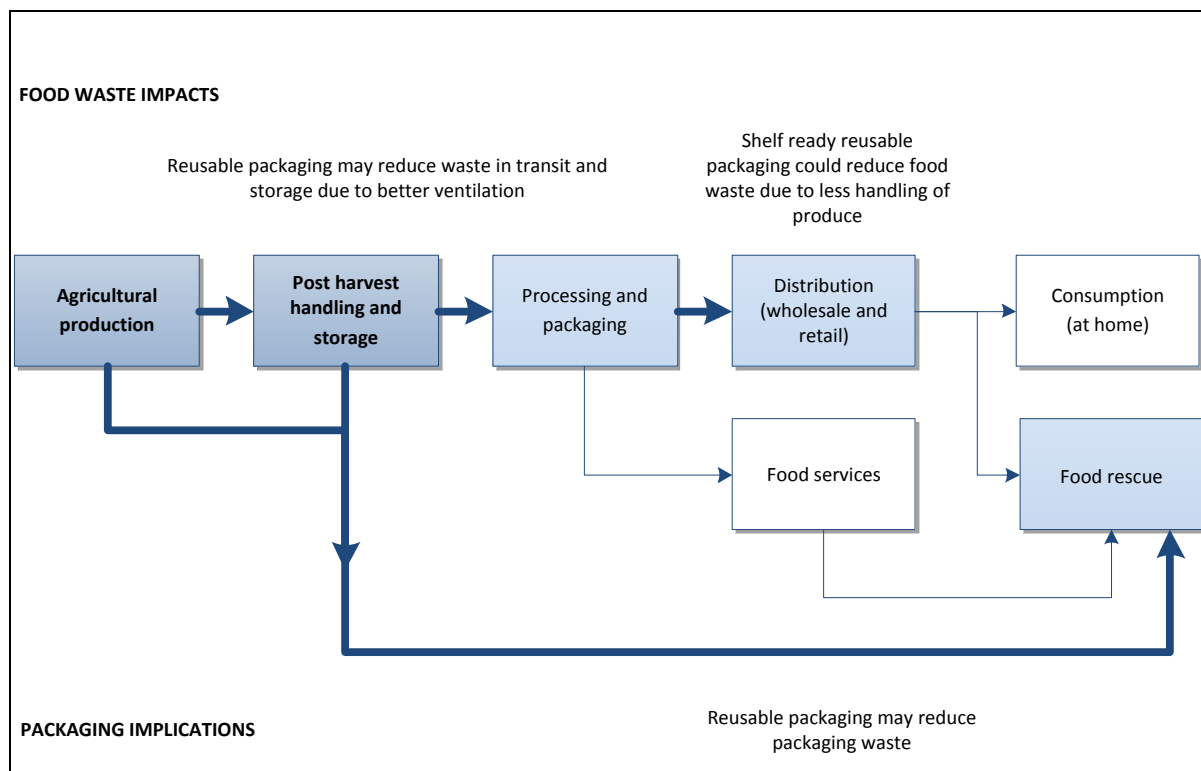 FOOD WASTE IMPACTS
Reusable packaging may reduce waste in transit and
storage due to better ventilation
Shelf ready reusable
packaging could reduce food
waste due to less handling of
produce
Agricultural
production
Post harvest
handling and
storage
Processing and
packaging
Distribution
(wholesale and
retail)
Consumption
(at home)
Food services
Food rescue
PACKAGING IMPLICATIONS
Reusable packaging may reduce
packaging waste